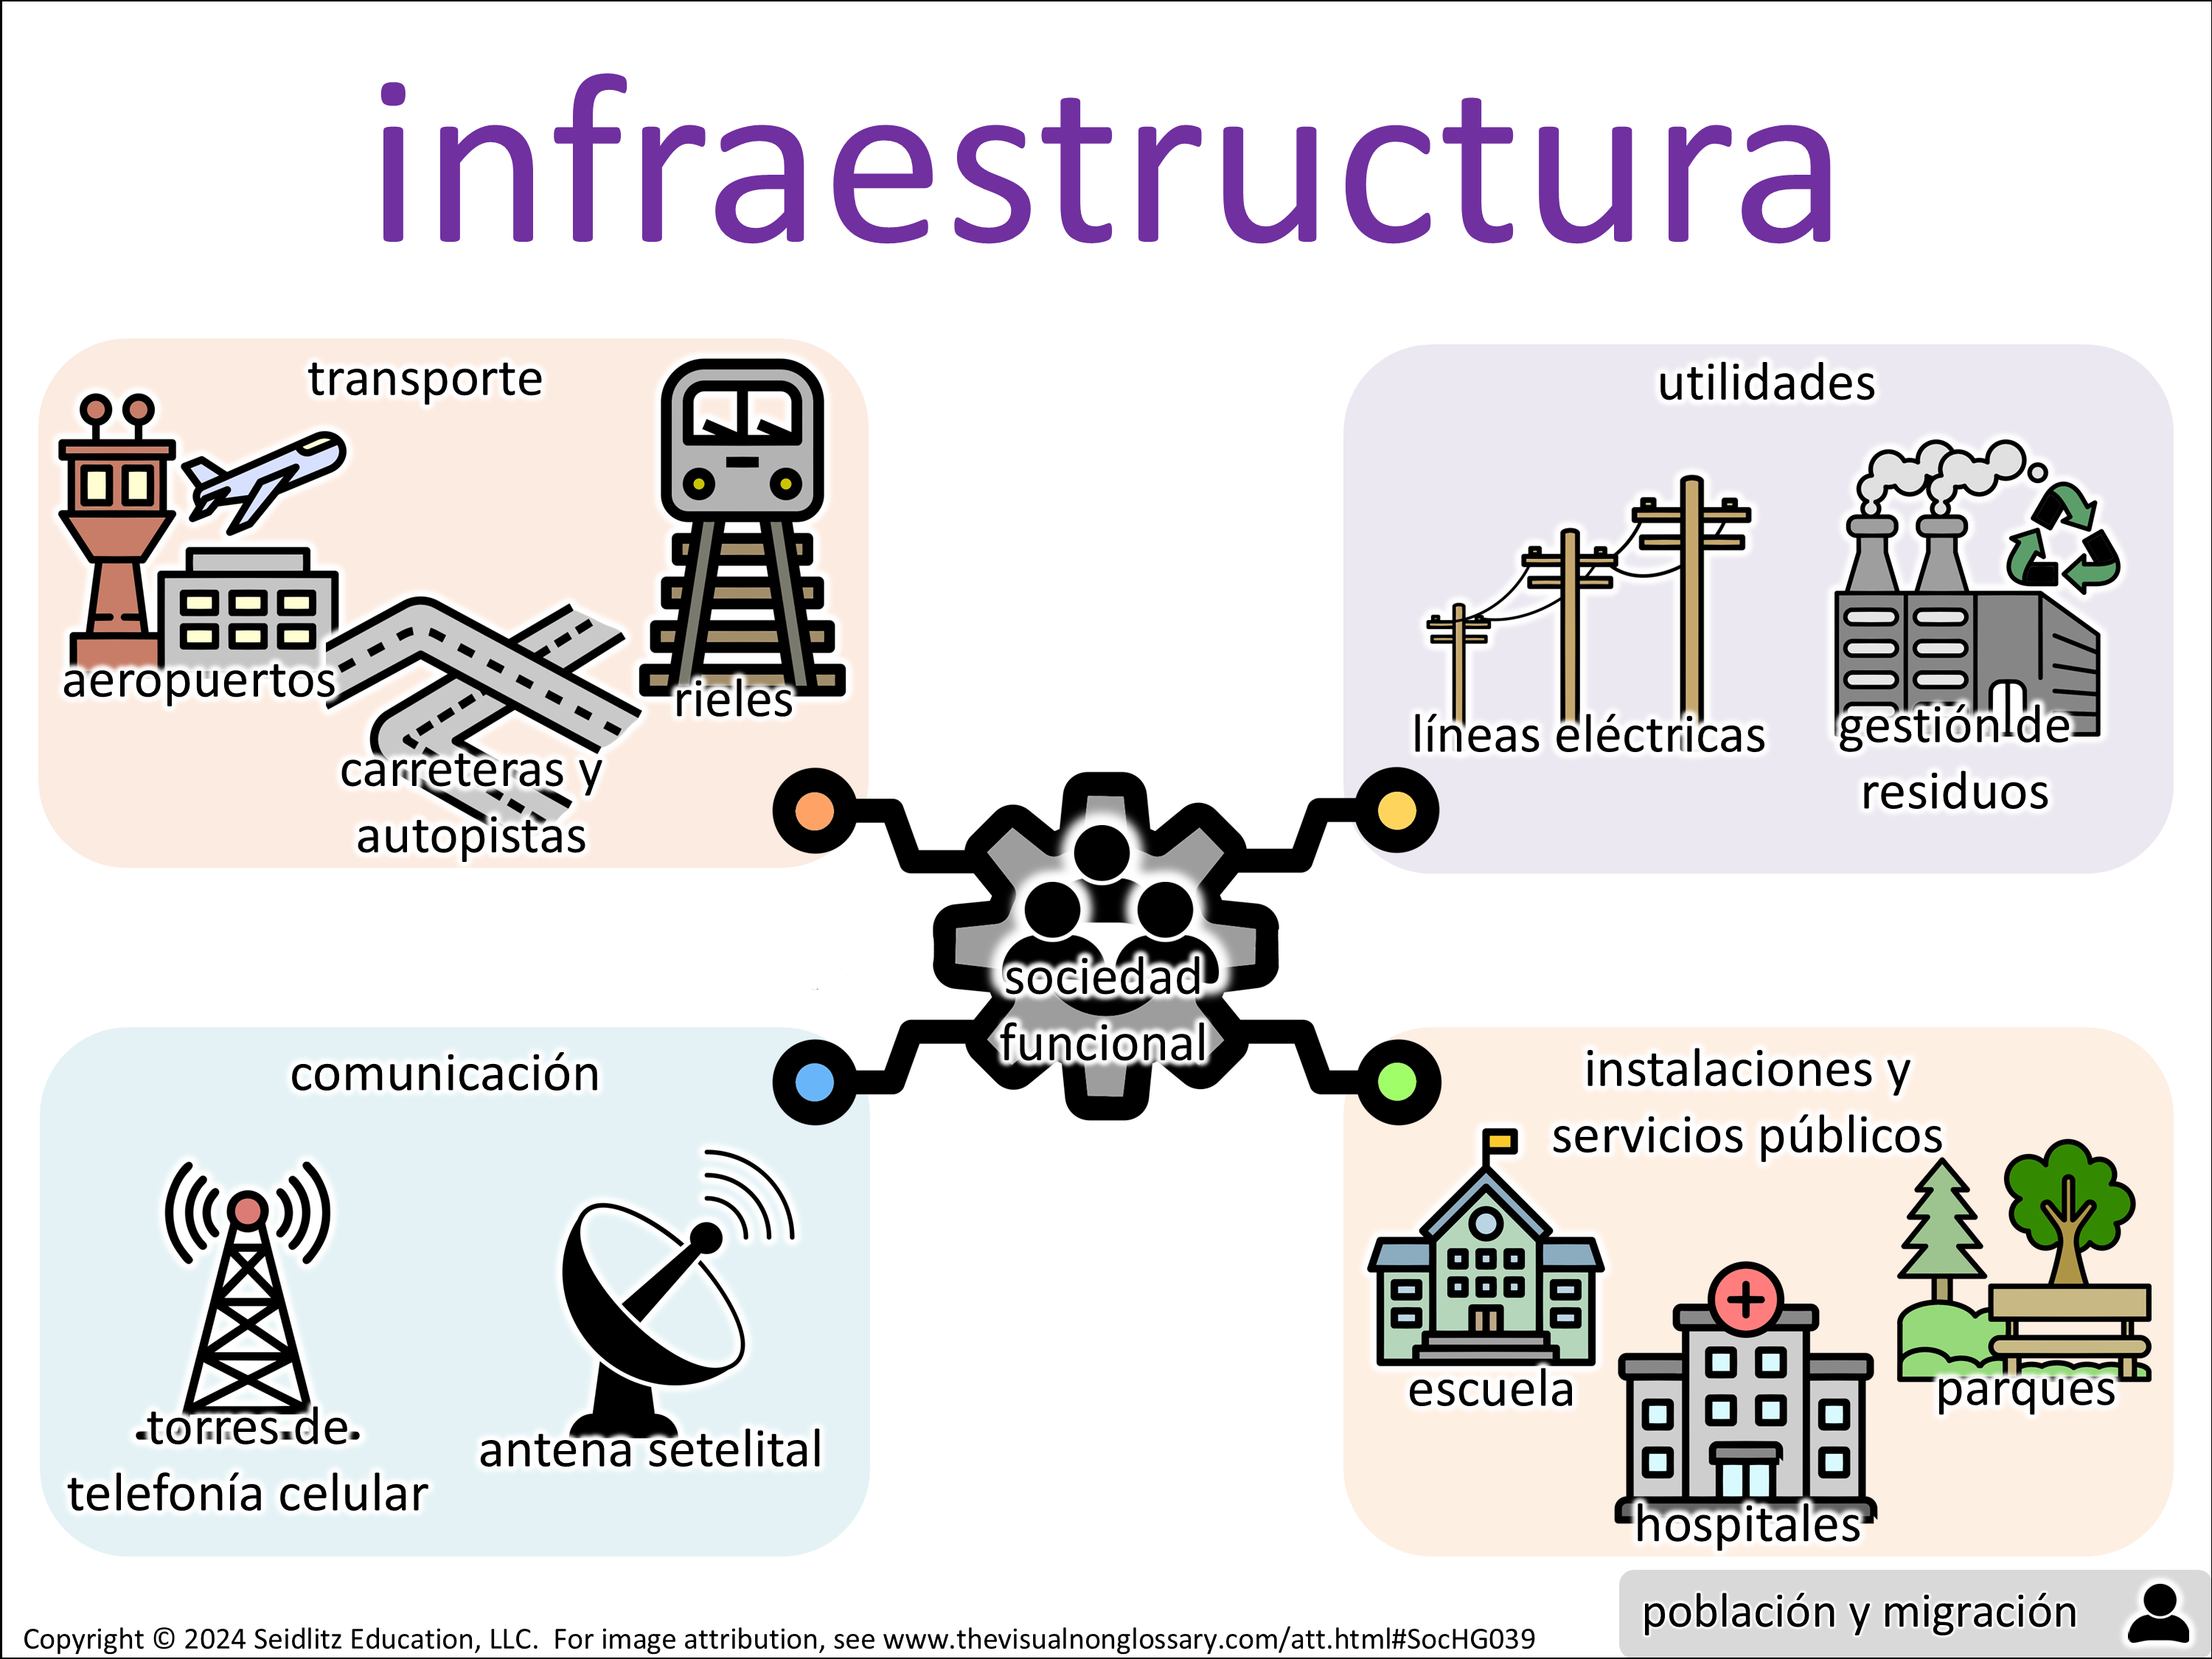 infraestructura
transporte
aeropuertos
carreteras y
autopistas
rieles
utilidades
líneas eléctricas
gestión de
residuos
sociedad
funcional
comunicación
torres de
telefonía celular
antena setelital
instalaciones y
servicios públicos
escuela
hospitales
parques
población y migración
Copyright © 2024 Seidlitz Education, LLC.  For image attribution, see www.thevisualnonglossary.com/att.html#SocHG039